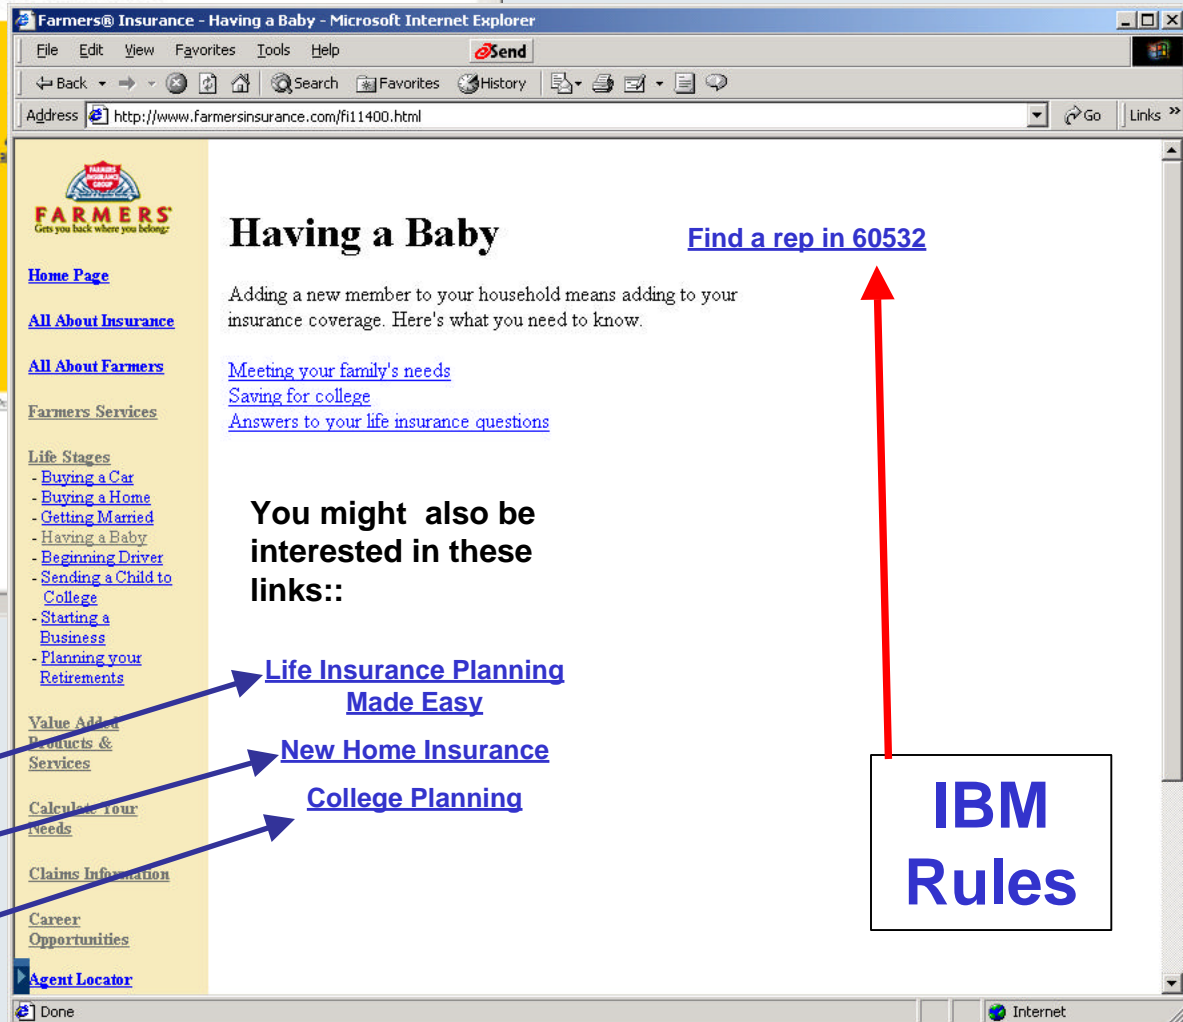 Farmers® Insurance - Having a Baby - Microsoft Internet Explorer
File Edit View Favorites Tools Help Send
Back Search Favorites History
Address http://www.farmersinsurance.com/fi11400.html Go Links »
FARMERS
INSURANCE
GROUP
FARMERS®
Gets you back where you belong.®
Home Page
All About Insurance
All About Farmers
Farmers Services
Life Stages
- Buying a Car
- Buying a Home
- Getting Married
- Having a Baby
- Beginning Driver
- Sending a Child to
College
- Starting a
Business
- Planning your
Retirements
Value Added
Products &
Services
Calculate Your
Needs
Claims Information
Career
Opportunities
Agent Locator
Having a Baby
Find a rep in 60532
Adding a new member to your household means adding to your
insurance coverage. Here's what you need to know.
Meeting your family's needs
Saving for college
Answers to your life insurance questions
You might also be
interested in these
links::
Life Insurance Planning
Made Easy
New Home Insurance
College Planning
IBM
Rules
Done Internet